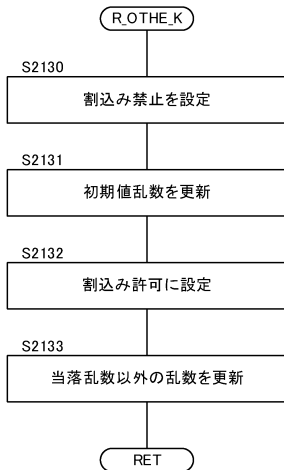 R_OTHE_K
S2130
割込み禁止を設定
S2131
初期値乱数を更新
S2132
割込み許可に設定
S2133
当落乱数以外の乱数を更新
RET